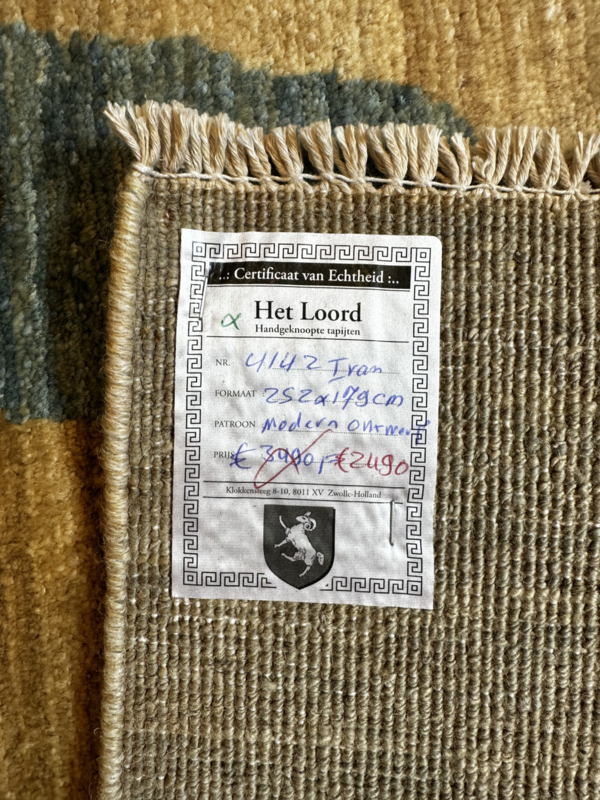 ..: Certificaat van Echtheid :..
α
Het Loord
Handgeknoopte tapijten
NR. 4142 Iran
FORMAAT 252x179cm
PATROON Modern Ontwerp
PRIJS € 3490,- €2490
Klokkensteeg 8-10, 8011 XV Zwolle-Holland